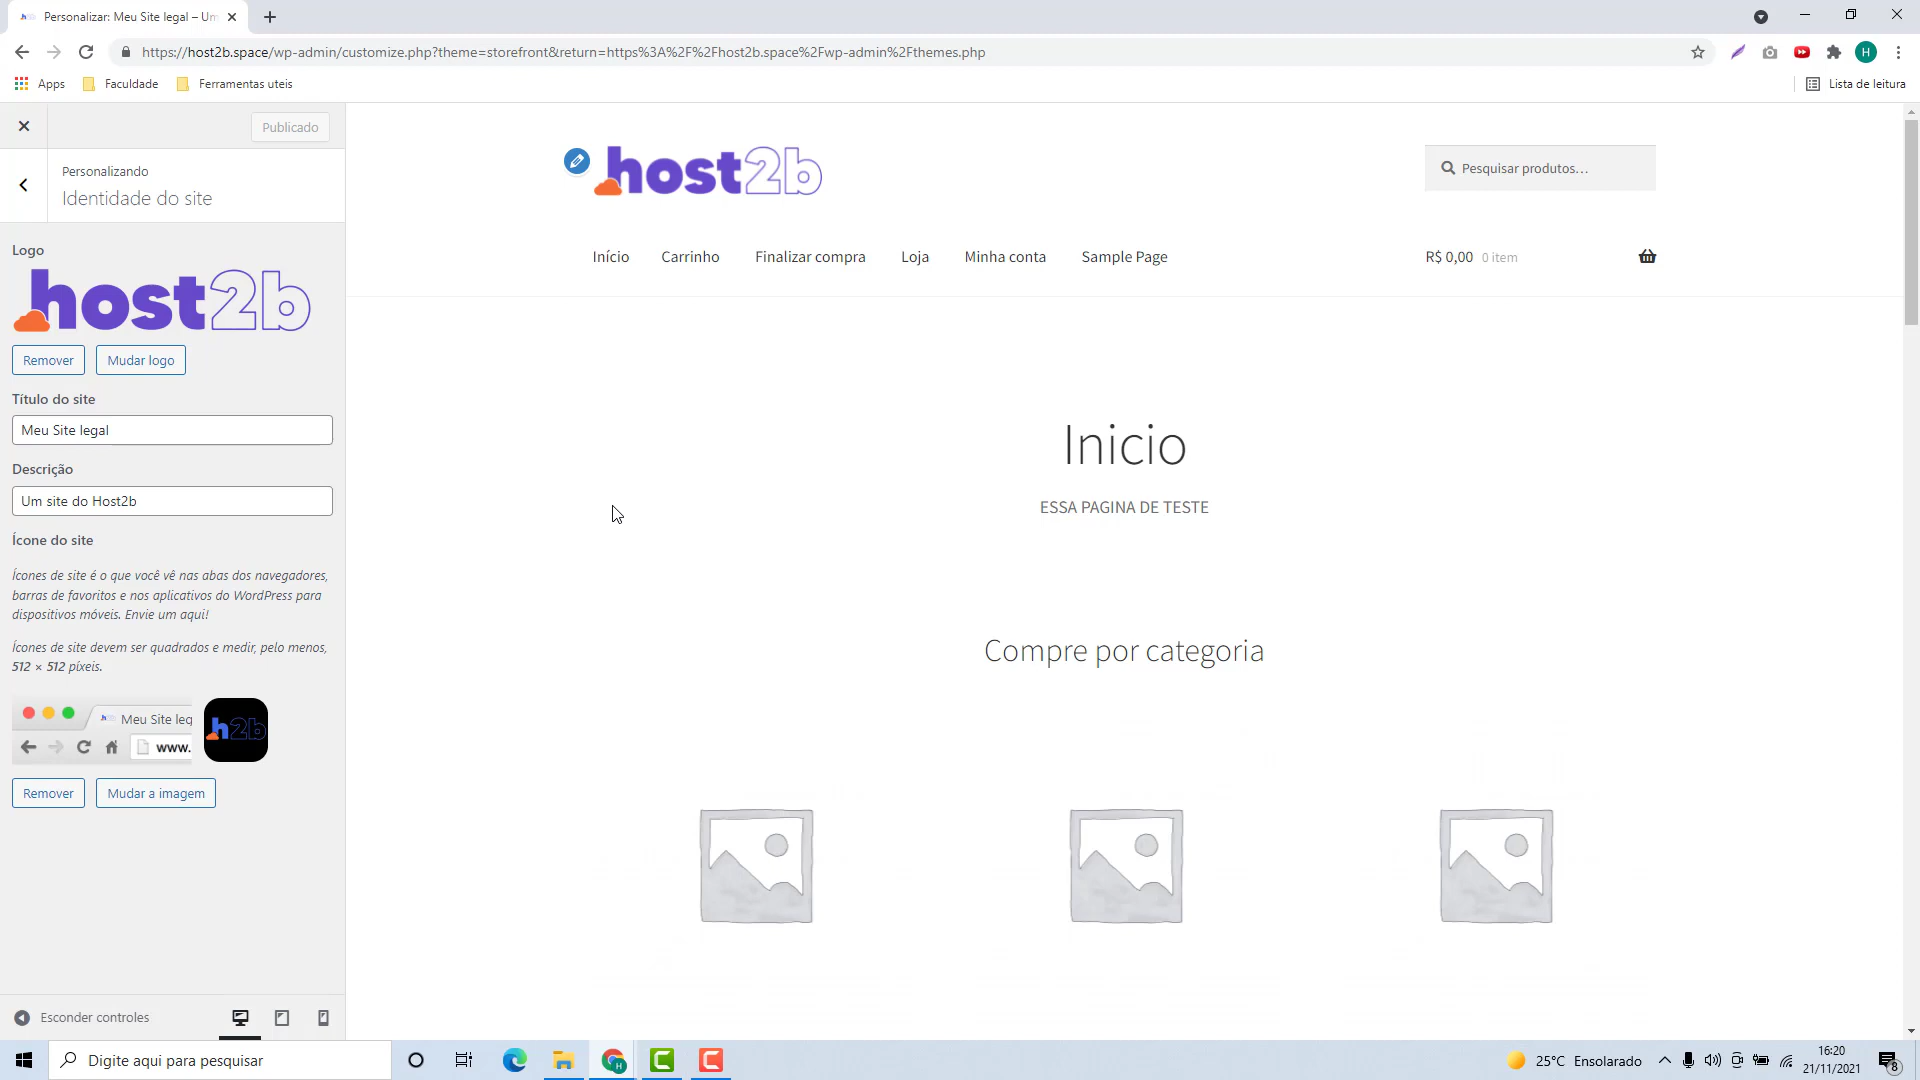 Personalizar: Meu Site legal – Um
https://host2b.space/wp-admin/customize.php?theme=storefront&return=https%3A%2F%2Fhost2b.space%2Fwp-admin%2Fthemes.php
H
Apps
Faculdade
Ferramentas uteis
Lista de leitura
Publicado
Personalizando
Identidade do site
Logo
host2b
Remover
Mudar logo
Título do site
Meu Site legal
Descrição
Um site do Host2b
Ícone do site
Ícones de site é o que você vê nas abas dos navegadores,
barras de favoritos e nos aplicativos do WordPress para
dispositivos móveis. Envie um aqui!
Ícones de site devem ser quadrados e medir, pelo menos,
512 × 512 píxeis.
Meu Site leg
www.
h2b
Remover
Mudar a imagem
Esconder controles
host2b
Pesquisar produtos…
Início
Carrinho
Finalizar compra
Loja
Minha conta
Sample Page
R$ 0,00 0 item
Inicio
ESSA PAGINA DE TESTE
Compre por categoria
Digite aqui para pesquisar
H
25°C Ensolarado
16:20
21/11/2021
8